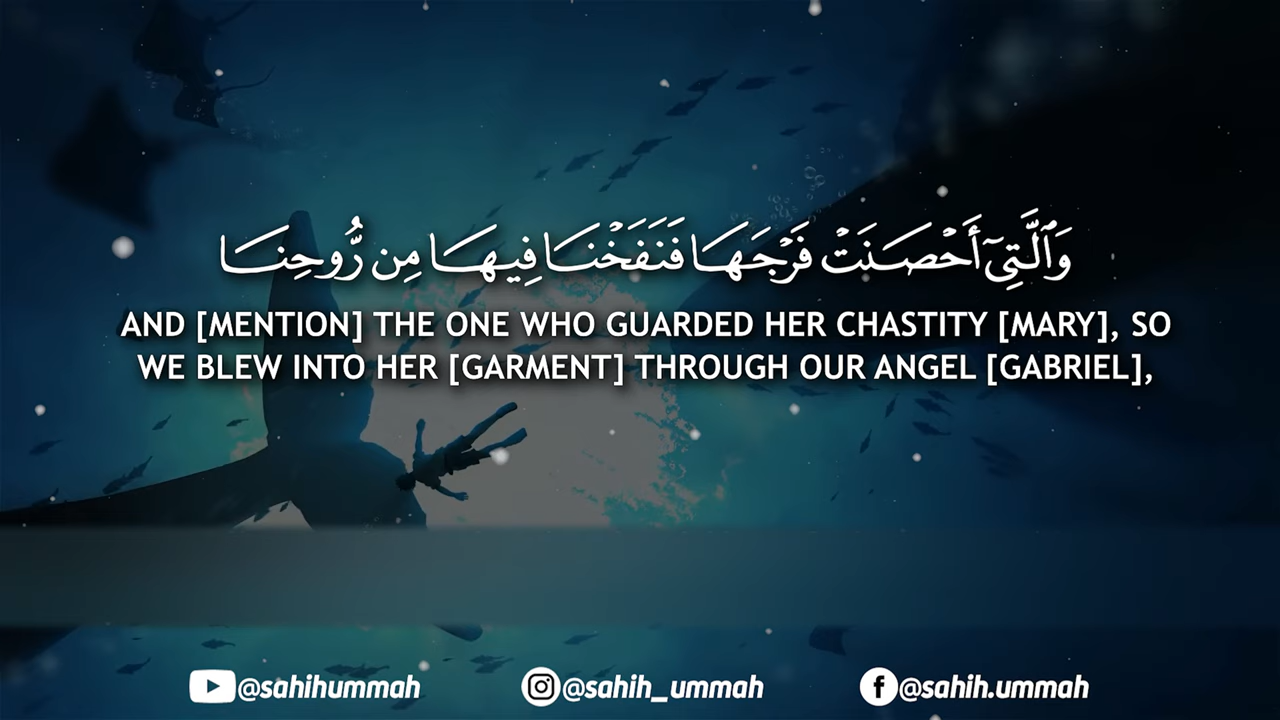 وَٱلَّتِىٓ أَحْصَنَتْ فَرْجَهَا فَنَفَخْنَا فِيهَا مِن رُّوحِنَا
AND [MENTION] THE ONE WHO GUARDED HER CHASTITY [MARY], SO
WE BLEW INTO HER [GARMENT] THROUGH OUR ANGEL [GABRIEL],
@sahihummah @sahih_ummah @sahih.ummah